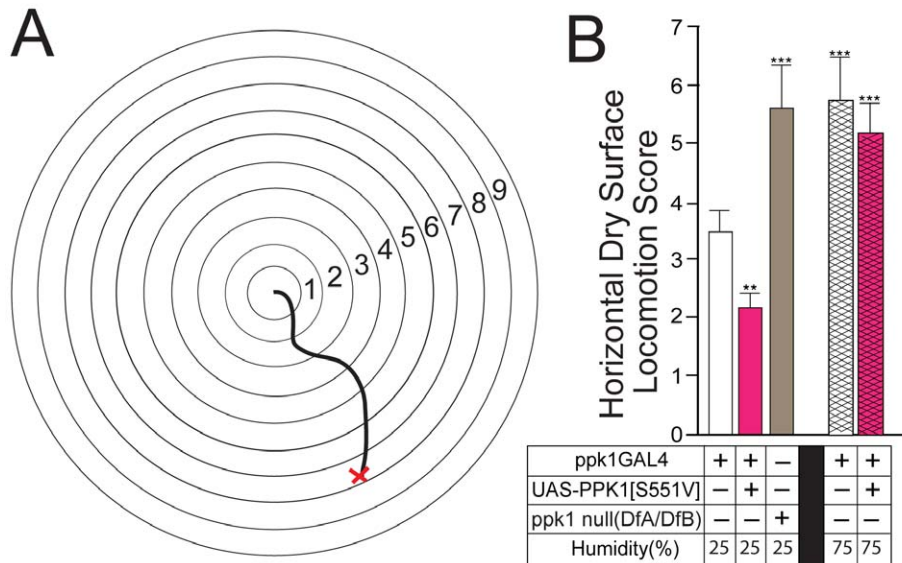 A
1 2 3 4 5 6 7 8 9
B
Horizontal Dry Surface
Locomotion Score
7
6
5
4
3
2
1
0
***
**
***
***
***
ppk1GAL4 + + – + +
UAS-PPK1[S551V] – + – – +
ppk1 null(DfA/DfB) – – + – –
Humidity(%) 25 25 25 75 75